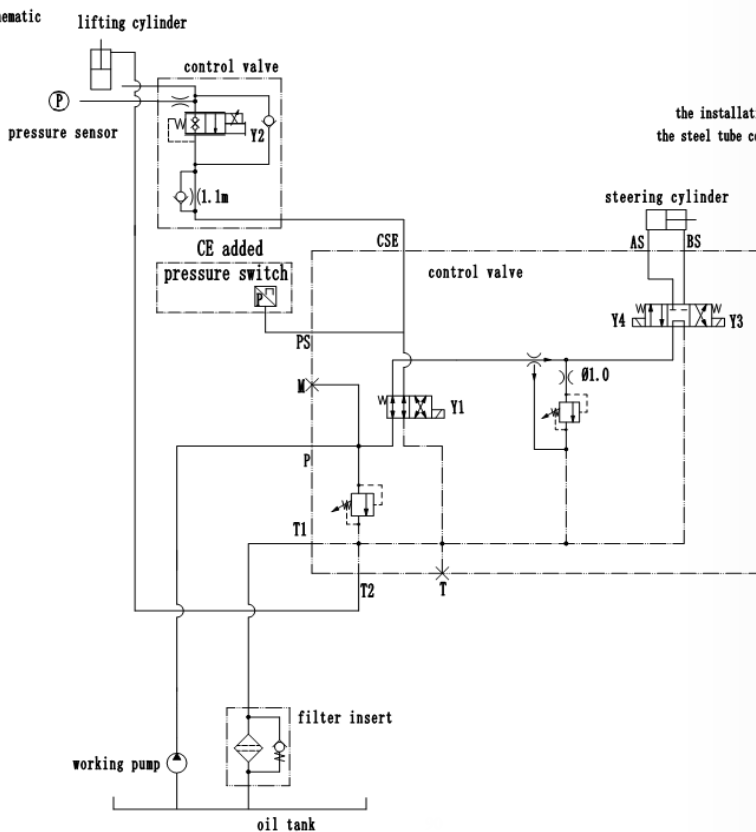 ematic
lifting cylinder
control valve
P
pressure sensor
Y2
the installati
the steel tube co
1.1m
steering cylinder
CSE
AS
BS
CE added
pressure switch
control valve
P
Y4
Y3
PS
Ø1.0
M
Y1
P
T1
T2
T
filter insert
working pump
oil tank